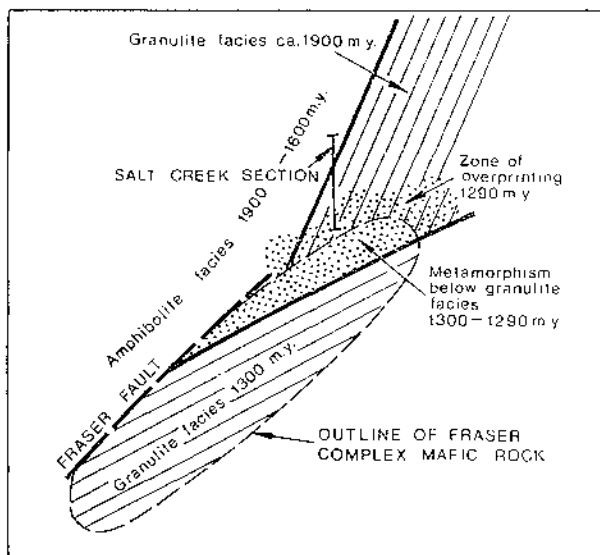 Granulite facies ca. 1900 m y.
SALT CREEK SECTION
Amphibolite facies 1900 – 1600 m.y.
Zone of
overprinting
1290 m y
Metamorphism
below granulite
facies
1300 – 1290 m y
FRASER FAULT
Granulite facies 1300 m.y.
OUTLINE OF FRASER
COMPLEX MAFIC ROCK